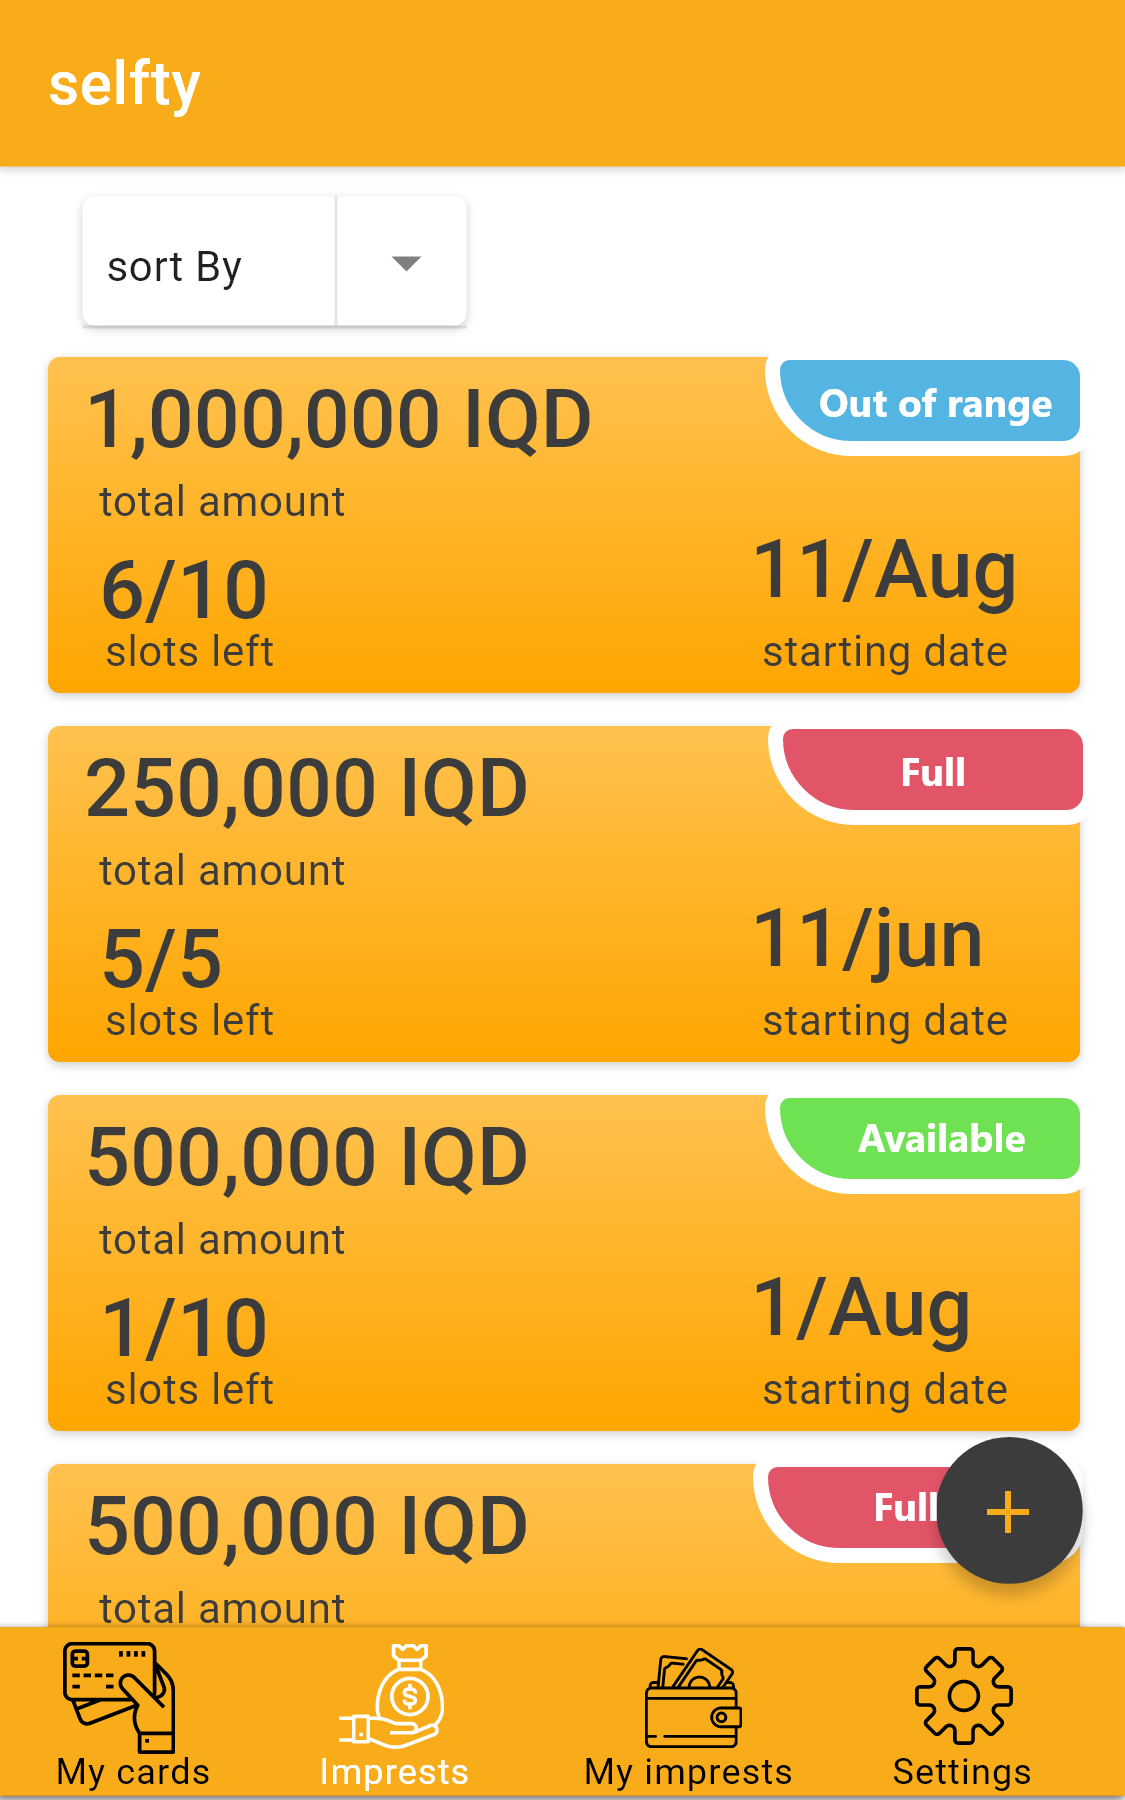 selfty
sort By
1,000,000 IQD
Out of range
total amount
6/10
11/Aug
slots left
starting date
250,000 IQD
Full
total amount
5/5
11/jun
slots left
starting date
500,000 IQD
Available
total amount
1/10
1/Aug
slots left
starting date
500,000 IQD
Full
+
total amount
$
My cards
Imprests
My imprests
Settings